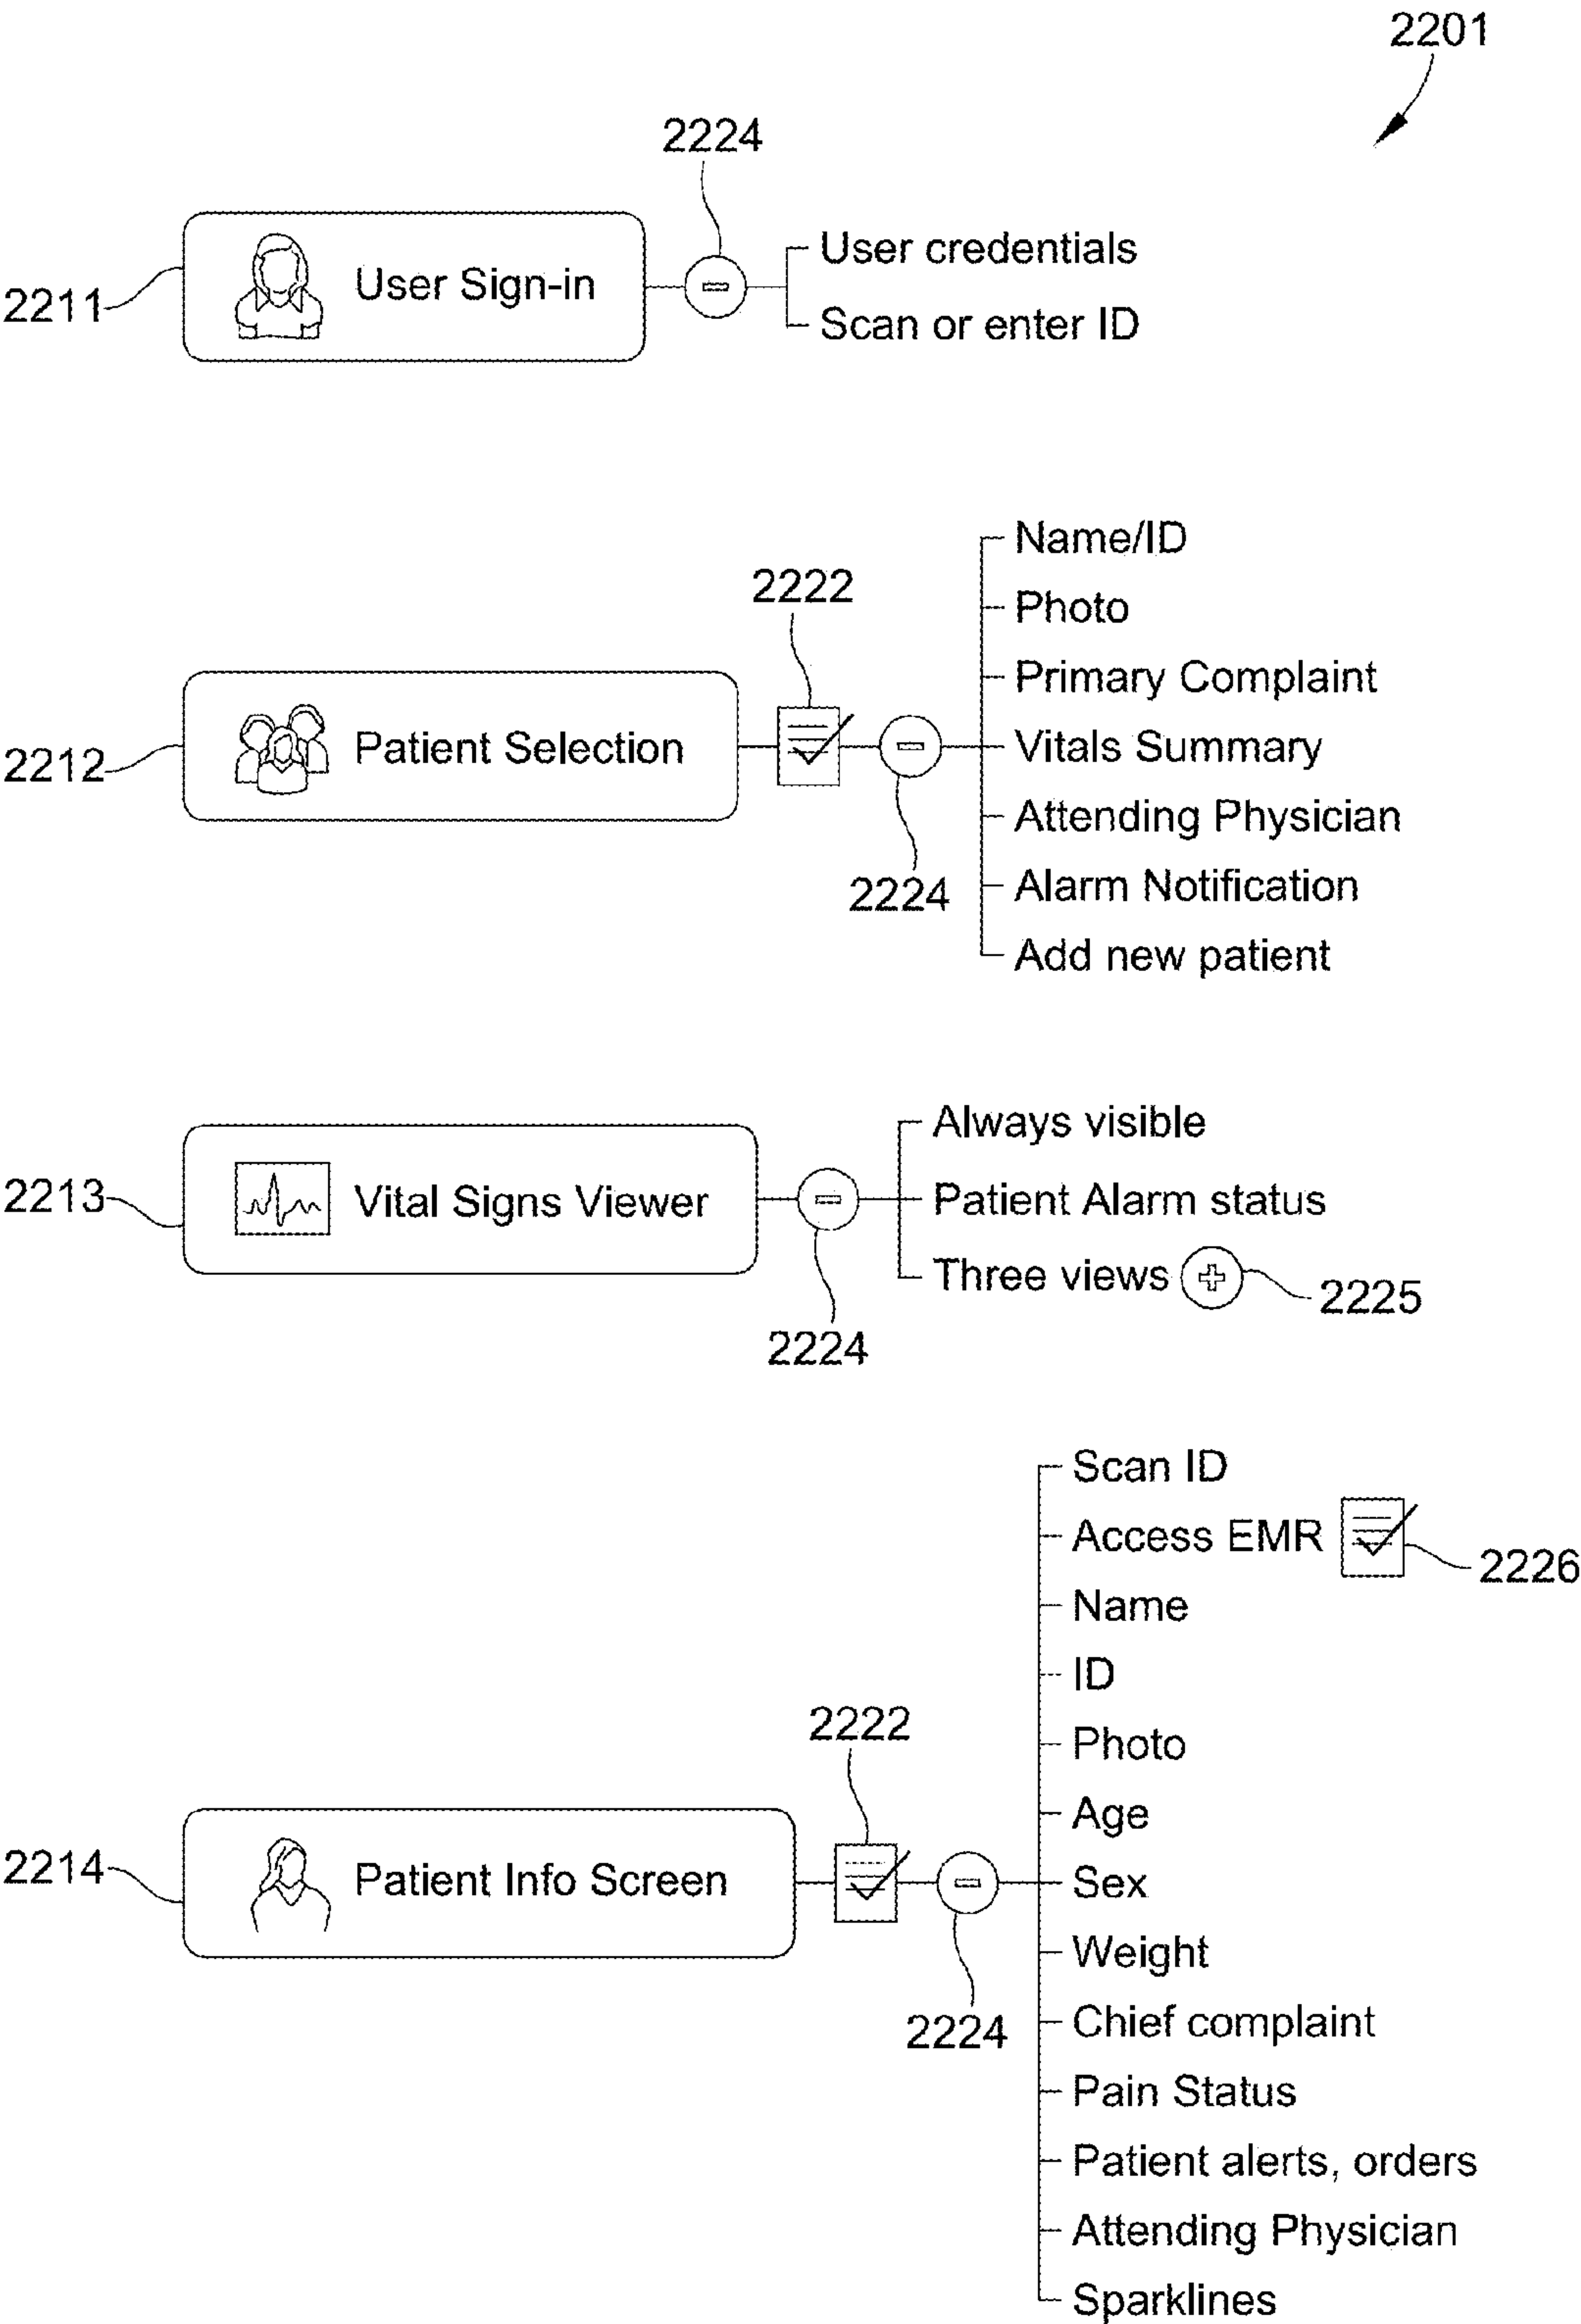 2201
2224
User credentials
2211
User Sign-in
Scan or enter ID
Name/ID
2222
Photo
Primary Complaint
2212
Patient Selection
Vitals Summary
Attending Physician
2224
Alarm Notification
Add new patient
Always visible
2213
Vital Signs Viewer
Patient Alarm status
Three views
2225
2224
Scan ID
Access EMR
2226
Name
ID
2222
Photo
Age
2214
Patient Info Screen
Sex
Weight
2224
Chief complaint
Pain Status
Patient alerts, orders
Attending Physician
Sparklines